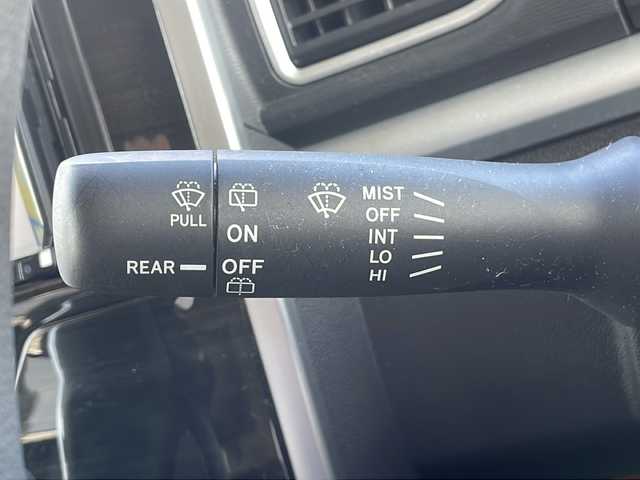 PULL
REAR
ON
OFF
MIST
OFF
INT
LO
HI